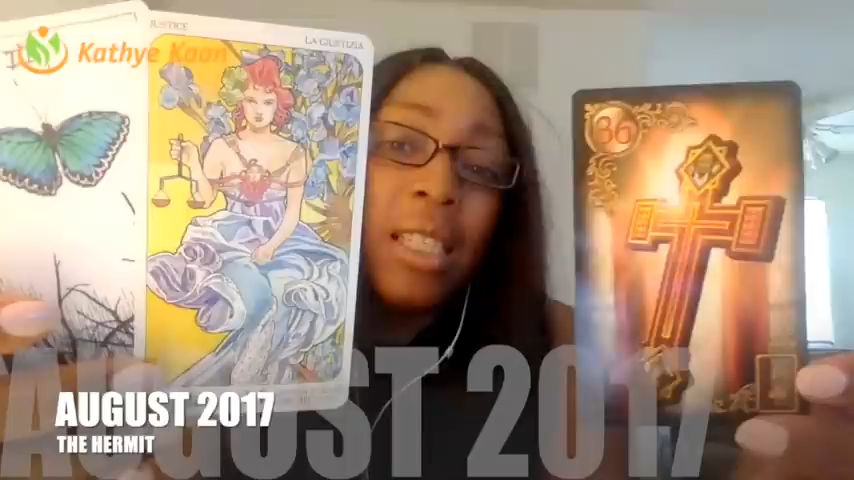 Kathye Kaan
JUSTICE
LA GIUSTIZIA
36
AUGUST 2017
AUGUST 2017
THE HERMIT